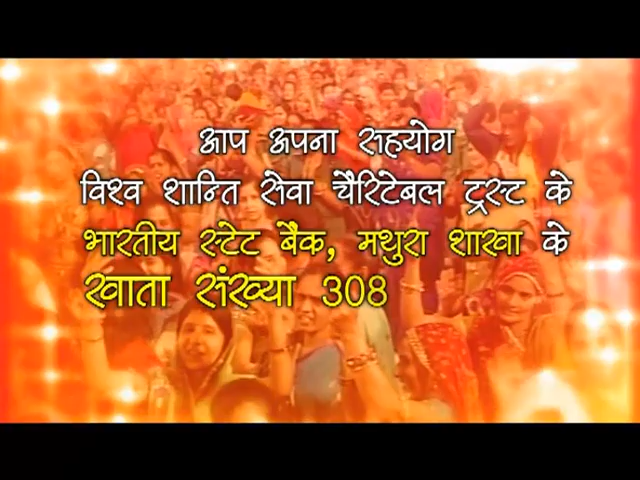 आप अपना सहयोग
विश्व शान्ति सेवा चैरिटेबल ट्रस्ट के
भारतीय स्टेट बैंक, मथुरा शाखा के
खाता संख्या 308